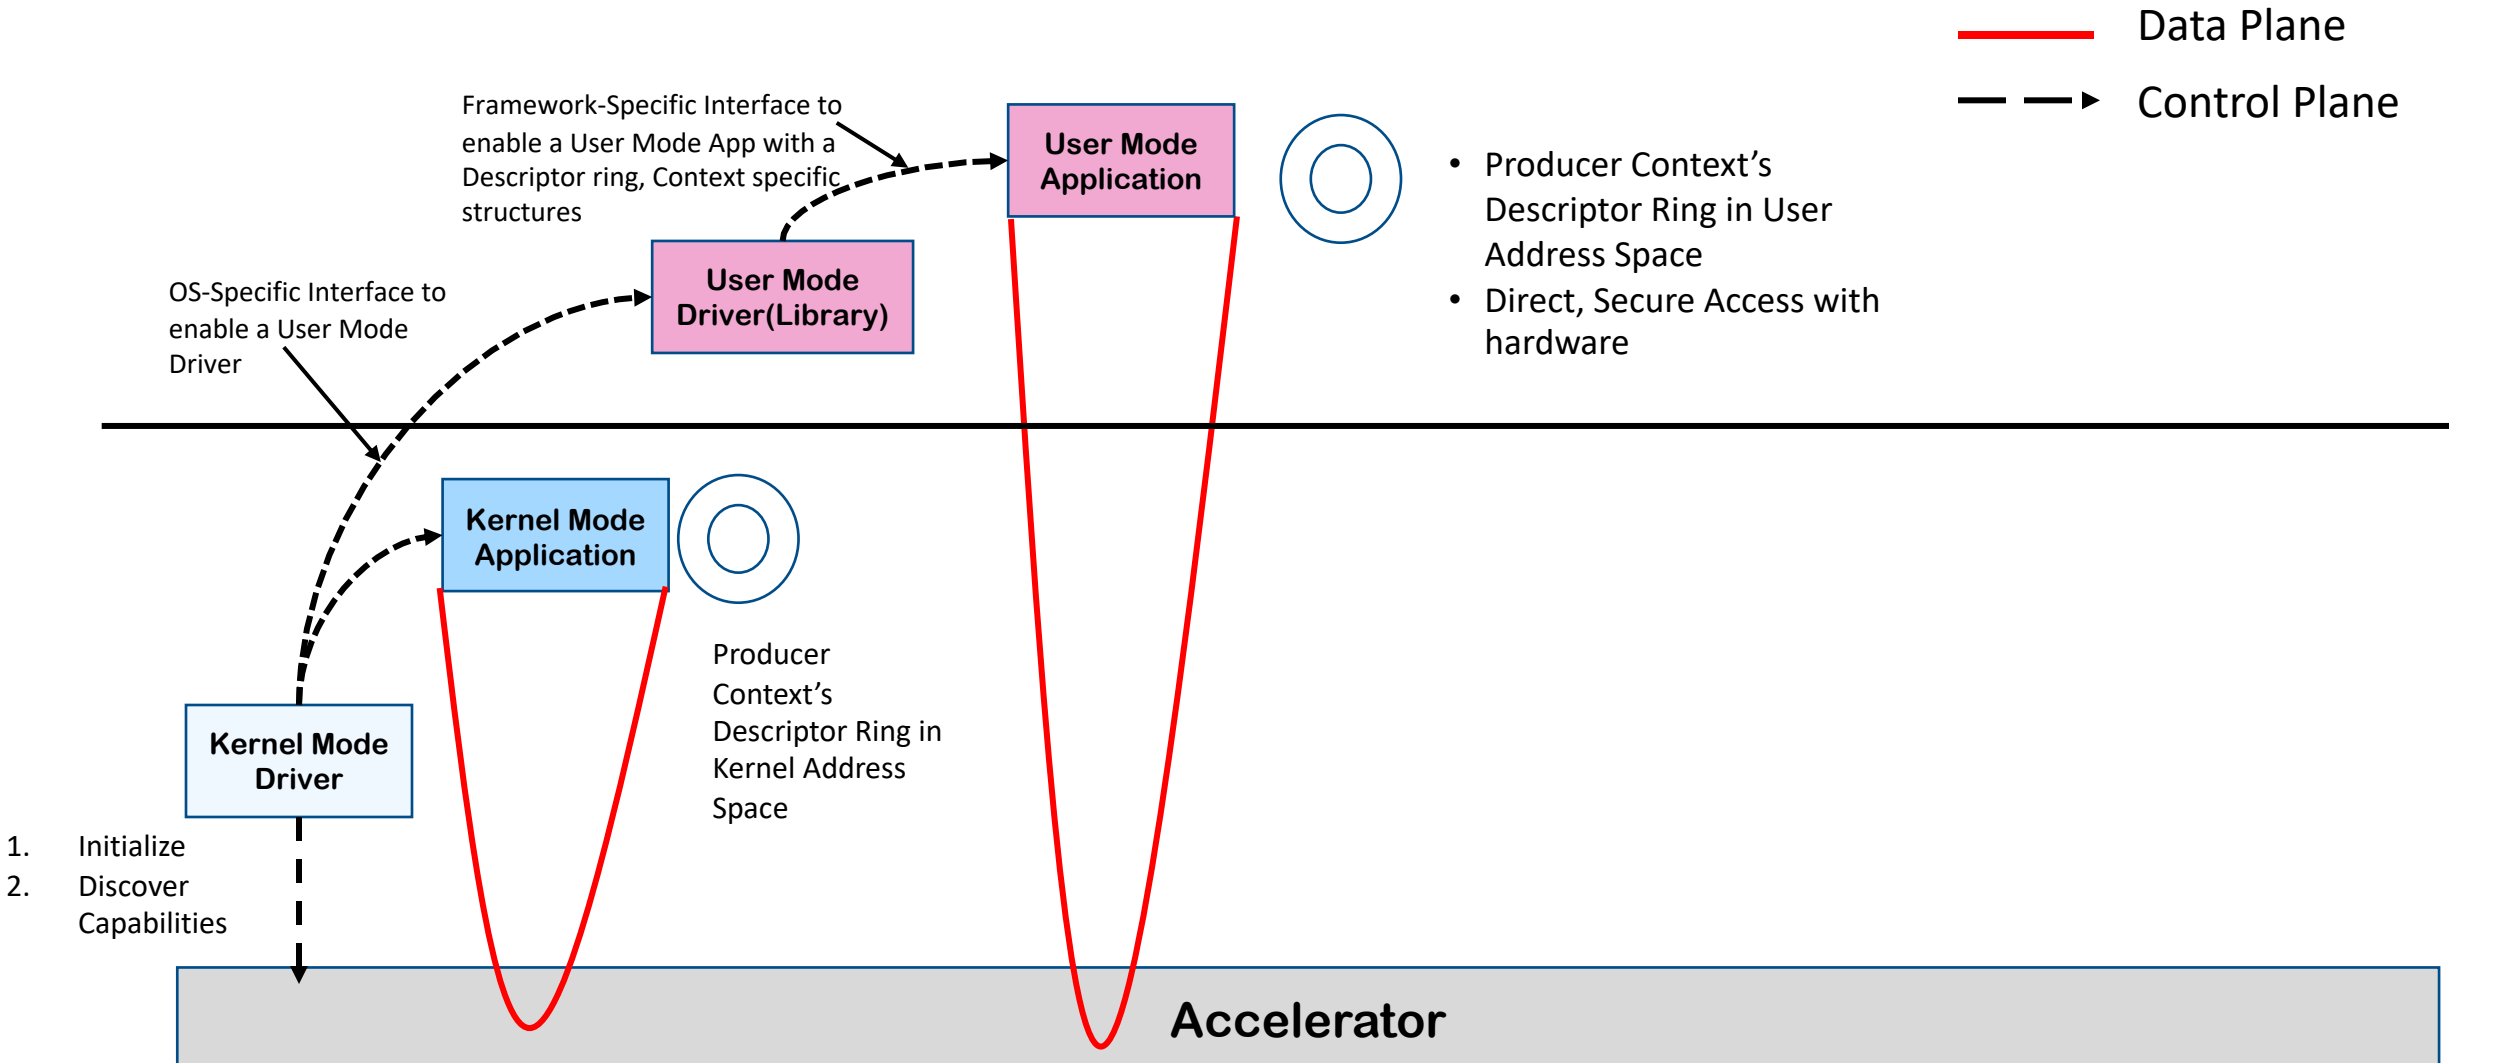 Data Plane
Control Plane
Framework-Specific Interface to
enable a User Mode App with a
Descriptor ring, Context specific
structures
User Mode
Application
• Producer Context’s
Descriptor Ring in User
Address Space
• Direct, Secure Access with
hardware
User Mode
Driver(Library)
OS-Specific Interface to
enable a User Mode
Driver
Kernel Mode
Application
Producer
Context’s
Descriptor Ring in
Kernel Address
Space
Kernel Mode
Driver
1. Initialize
2. Discover
Capabilities
Accelerator